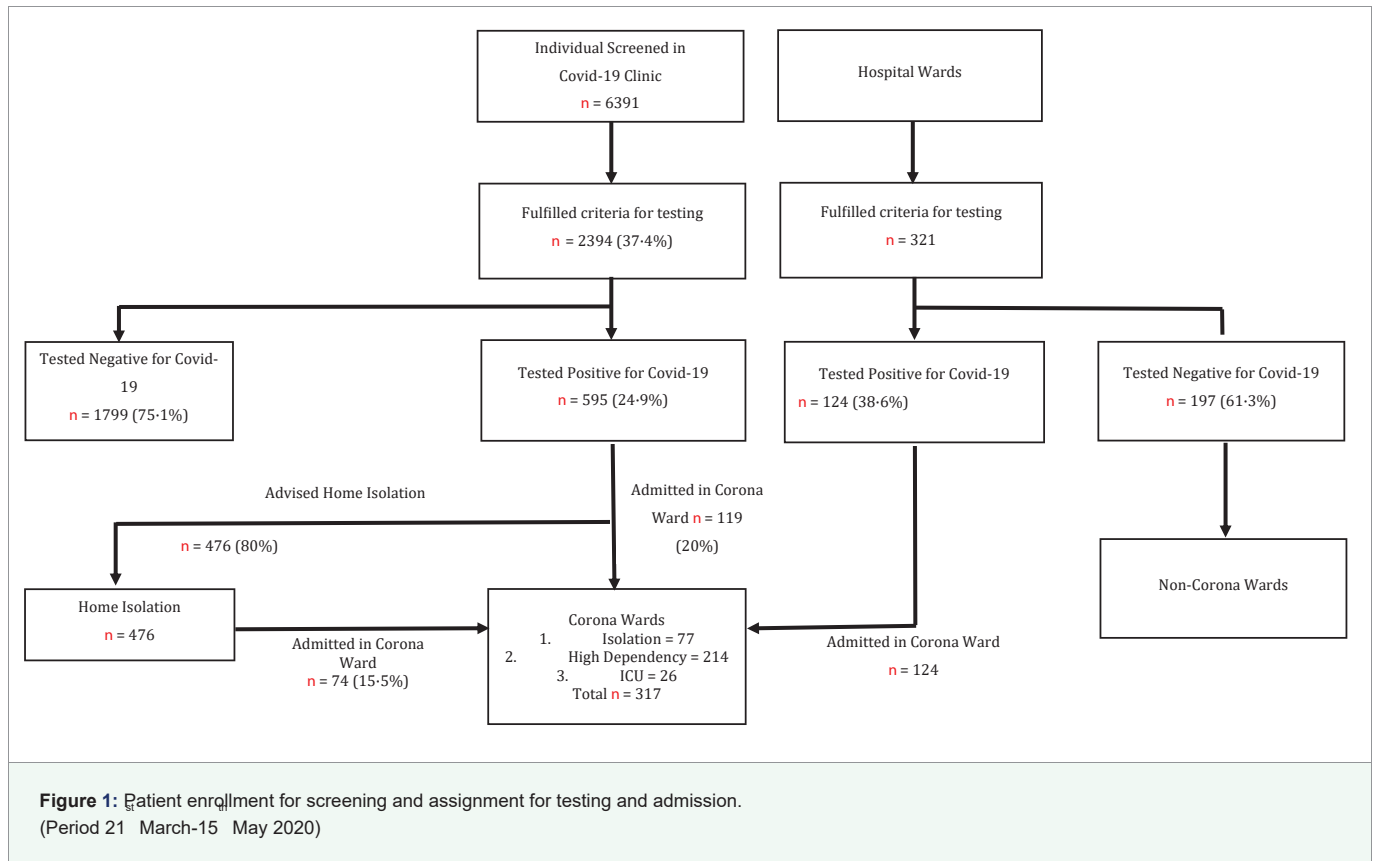 Individual Screened in
Covid-19 Clinic
n = 6391
Hospital Wards
Fulfilled criteria for testing
n = 2394 (37·4%)
Fulfilled criteria for testing
n = 321
Tested Negative for Covid-
19
n = 1799 (75·1%)
Tested Positive for Covid-19
n = 595 (24·9%)
Tested Positive for Covid-19
n = 124 (38·6%)
Tested Negative for Covid-19
n = 197 (61·3%)
Advised Home Isolation
n = 476 (80%)
Admitted in Corona
Ward n = 119
(20%)
Home Isolation
n = 476
Admitted in Corona
Ward
n = 74 (15·5%)
Corona Wards
1. Isolation = 77
2. High Dependency = 214
3. ICU = 26
Total n = 317
Admitted in Corona Ward
n = 124
Non-Corona Wards
Figure 1: Patient enrollment for screening and assignment for testing and admission.
(Period 21st March-15th May 2020)